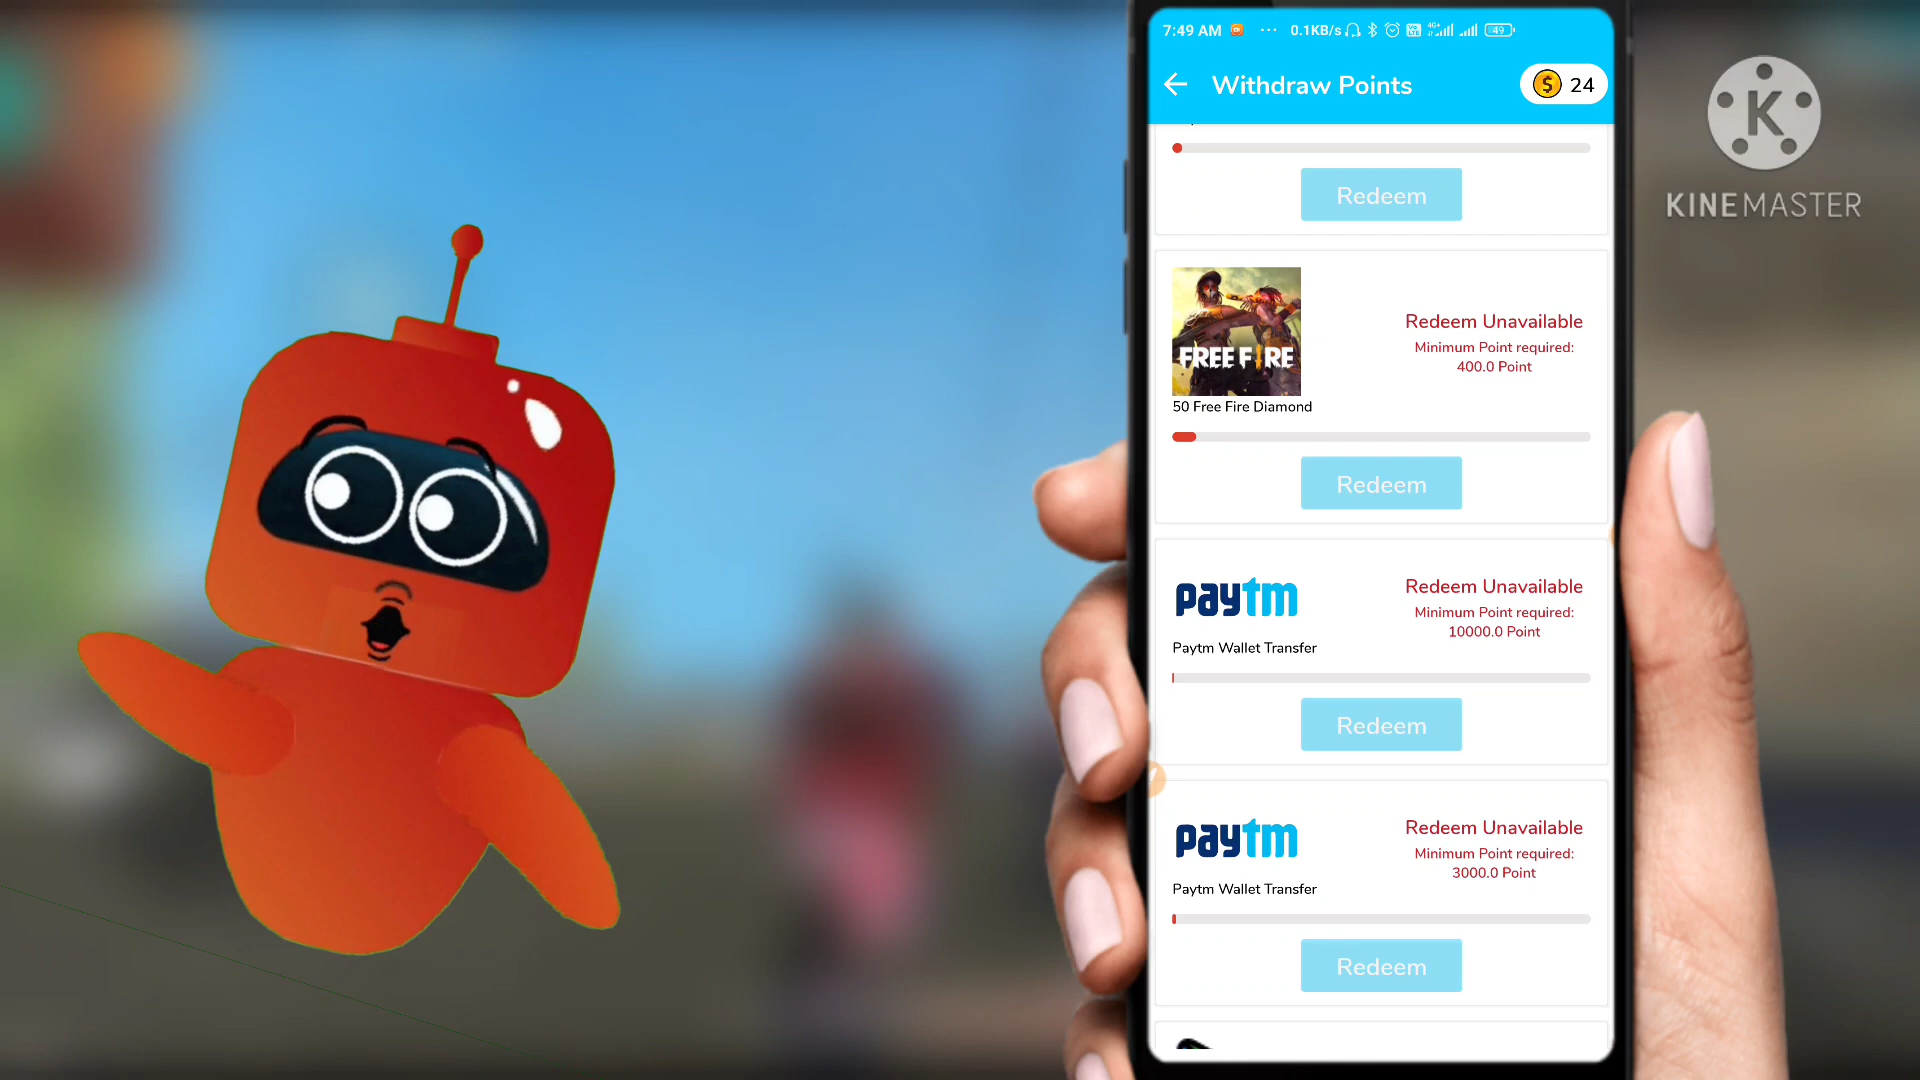 7:49 AM ... 0.1KB/s 4G+ 49
Withdraw Points
$ 24
Redeem
FREE FIRE
Redeem Unavailable
Minimum Point required:
400.0 Point
50 Free Fire Diamond
Redeem
paytm
Redeem Unavailable
Minimum Point required:
10000.0 Point
Paytm Wallet Transfer
Redeem
paytm
Redeem Unavailable
Minimum Point required:
3000.0 Point
Paytm Wallet Transfer
Redeem
K
KINEMASTER